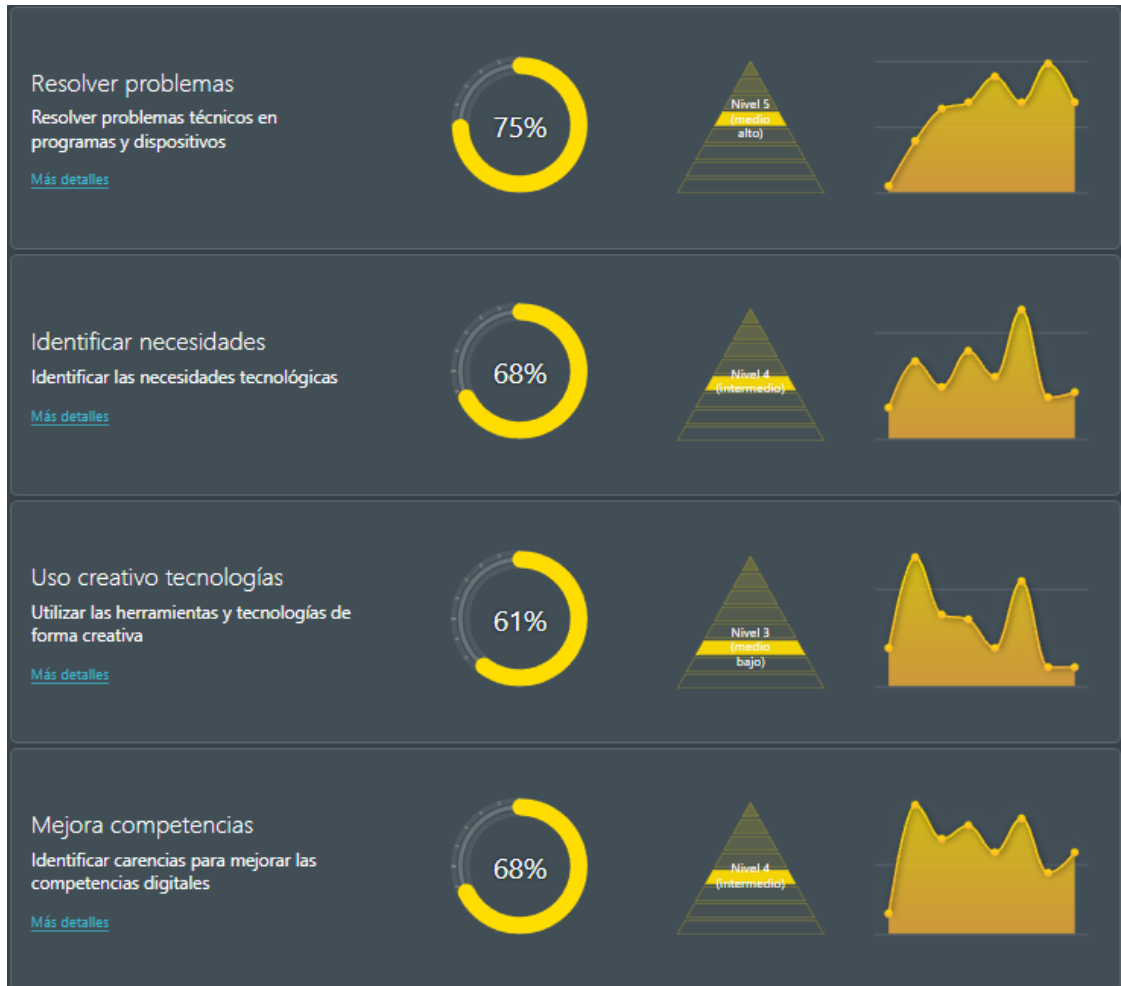 Resolver problemas
Resolver problemas técnicos en
programas y dispositivos
Más detalles
75%
Nivel 5
(medio
alto)
Identificar necesidades
Identificar las necesidades tecnológicas
Más detalles
68%
Nivel 4
(intermedio)
Uso creativo tecnologías
Utilizar las herramientas y tecnologías de
forma creativa
Más detalles
61%
Nivel 3
(medio
bajo)
Mejora competencias
Identificar carencias para mejorar las
competencias digitales
Más detalles
68%
Nivel 4
(intermedio)